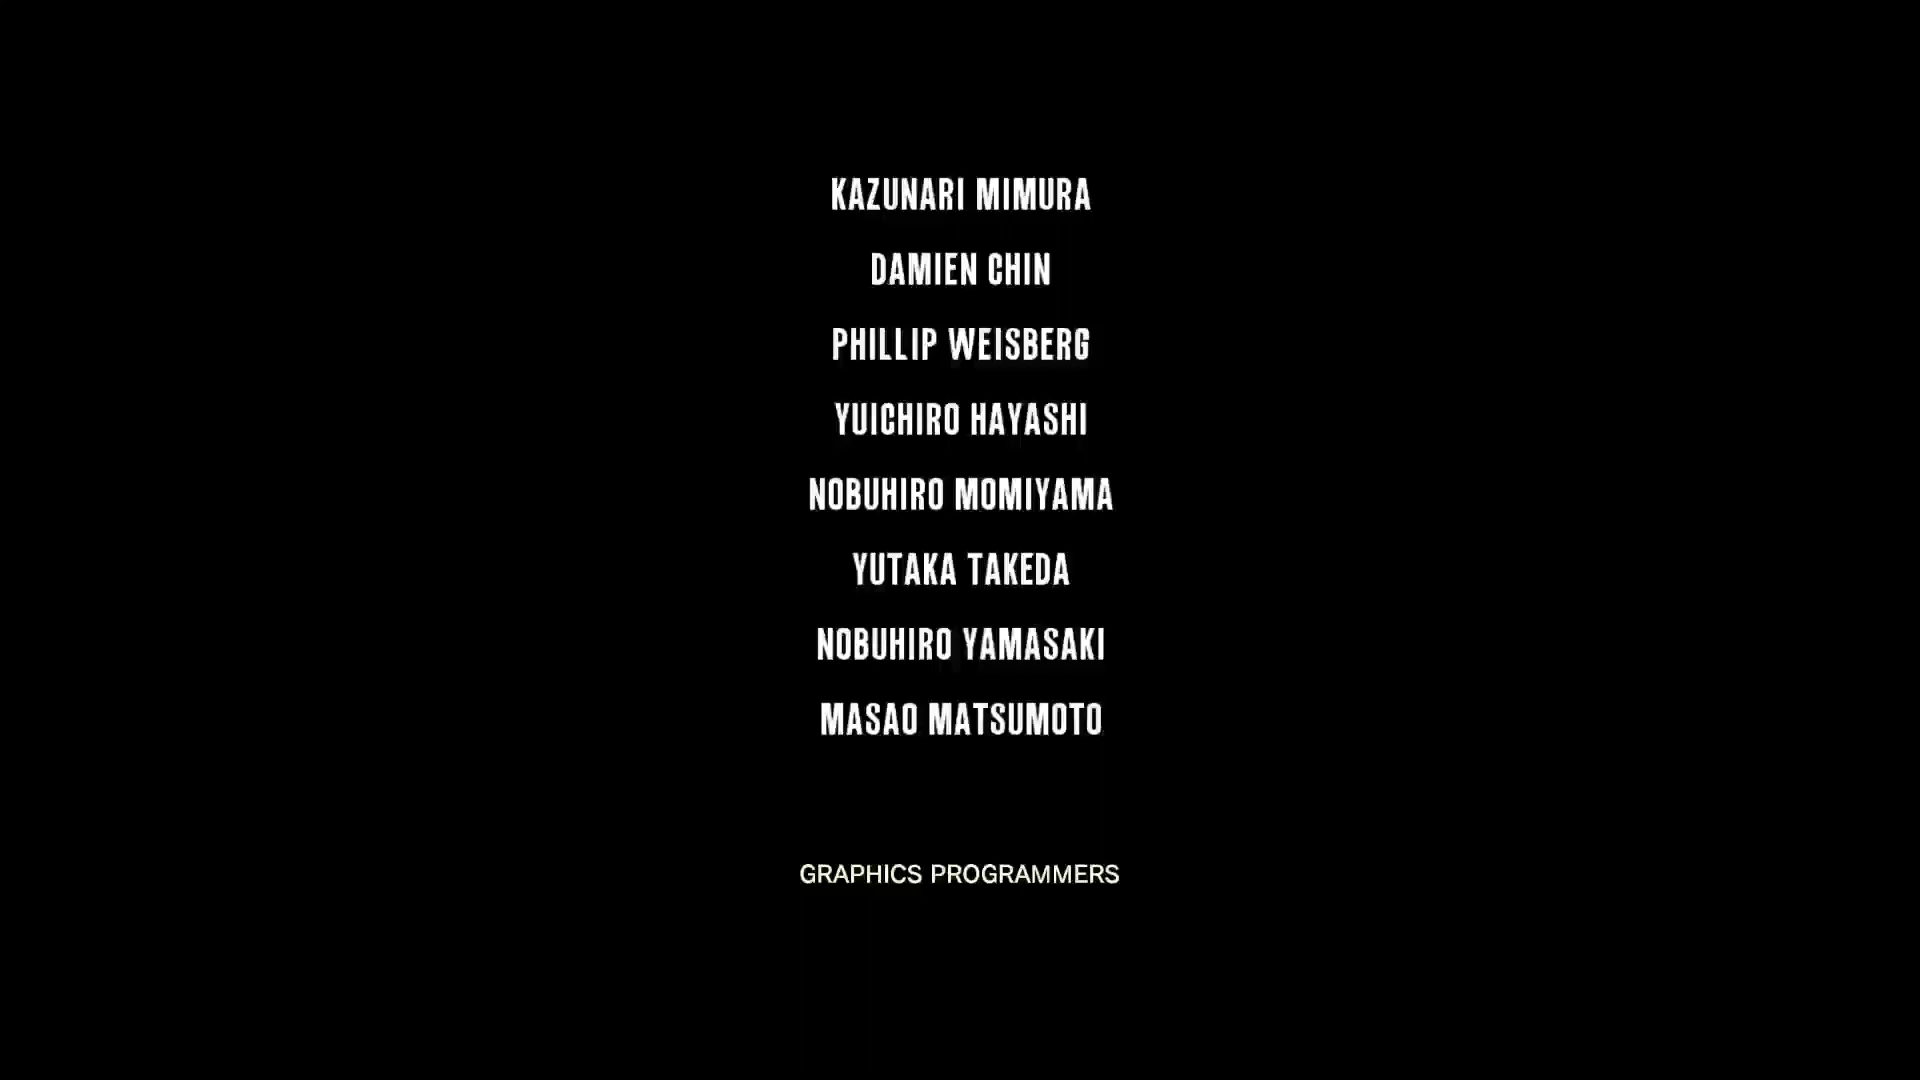 KAZUNARI MIMURA
DAMIEN CHIN
PHILLIP WEISBERG
YUICHIRO HAYASHI
NOBUHIRO MOMIYAMA
YUTAKA TAKEDA
NOBUHIRO YAMASAKI
MASAO MATSUMOTO
GRAPHICS PROGRAMMERS